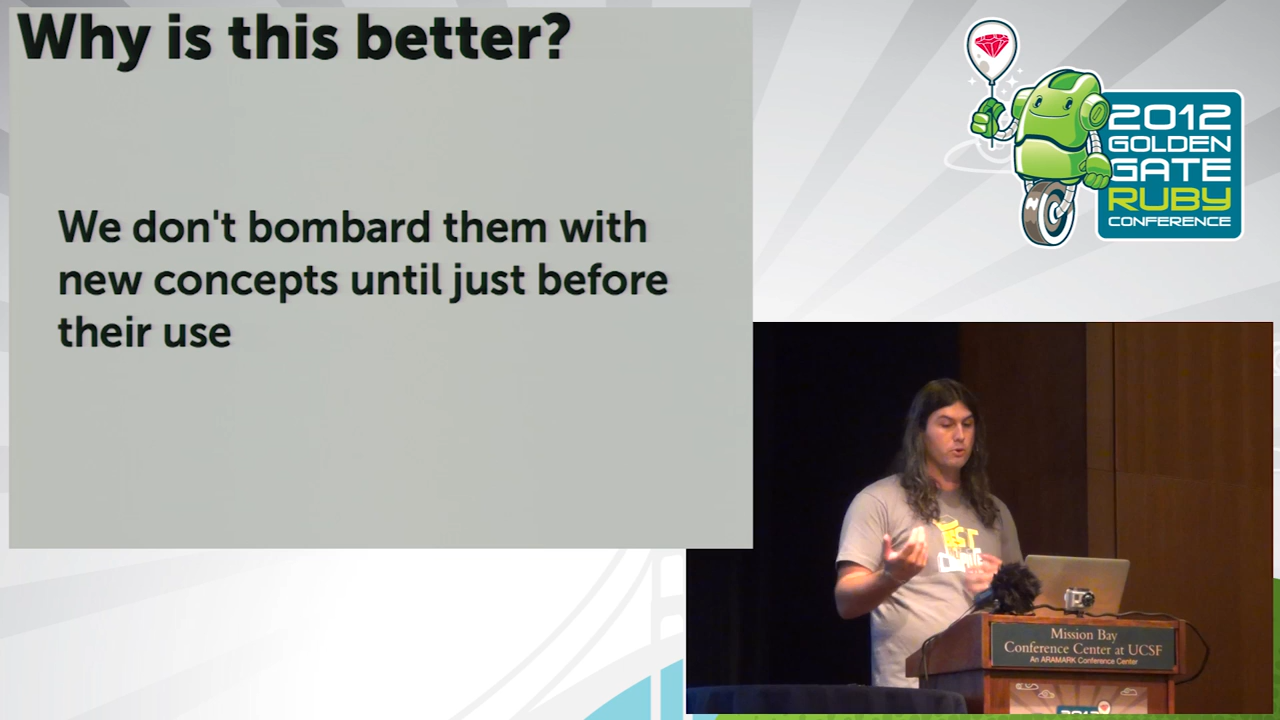 Why is this better?
We don't bombard them with
new concepts until just before
their use
2012
GOLDEN
GATE
RUBY
CONFERENCE
Mission Bay
Conference Center at UCSF
An ARAMARK Conference Center
2012